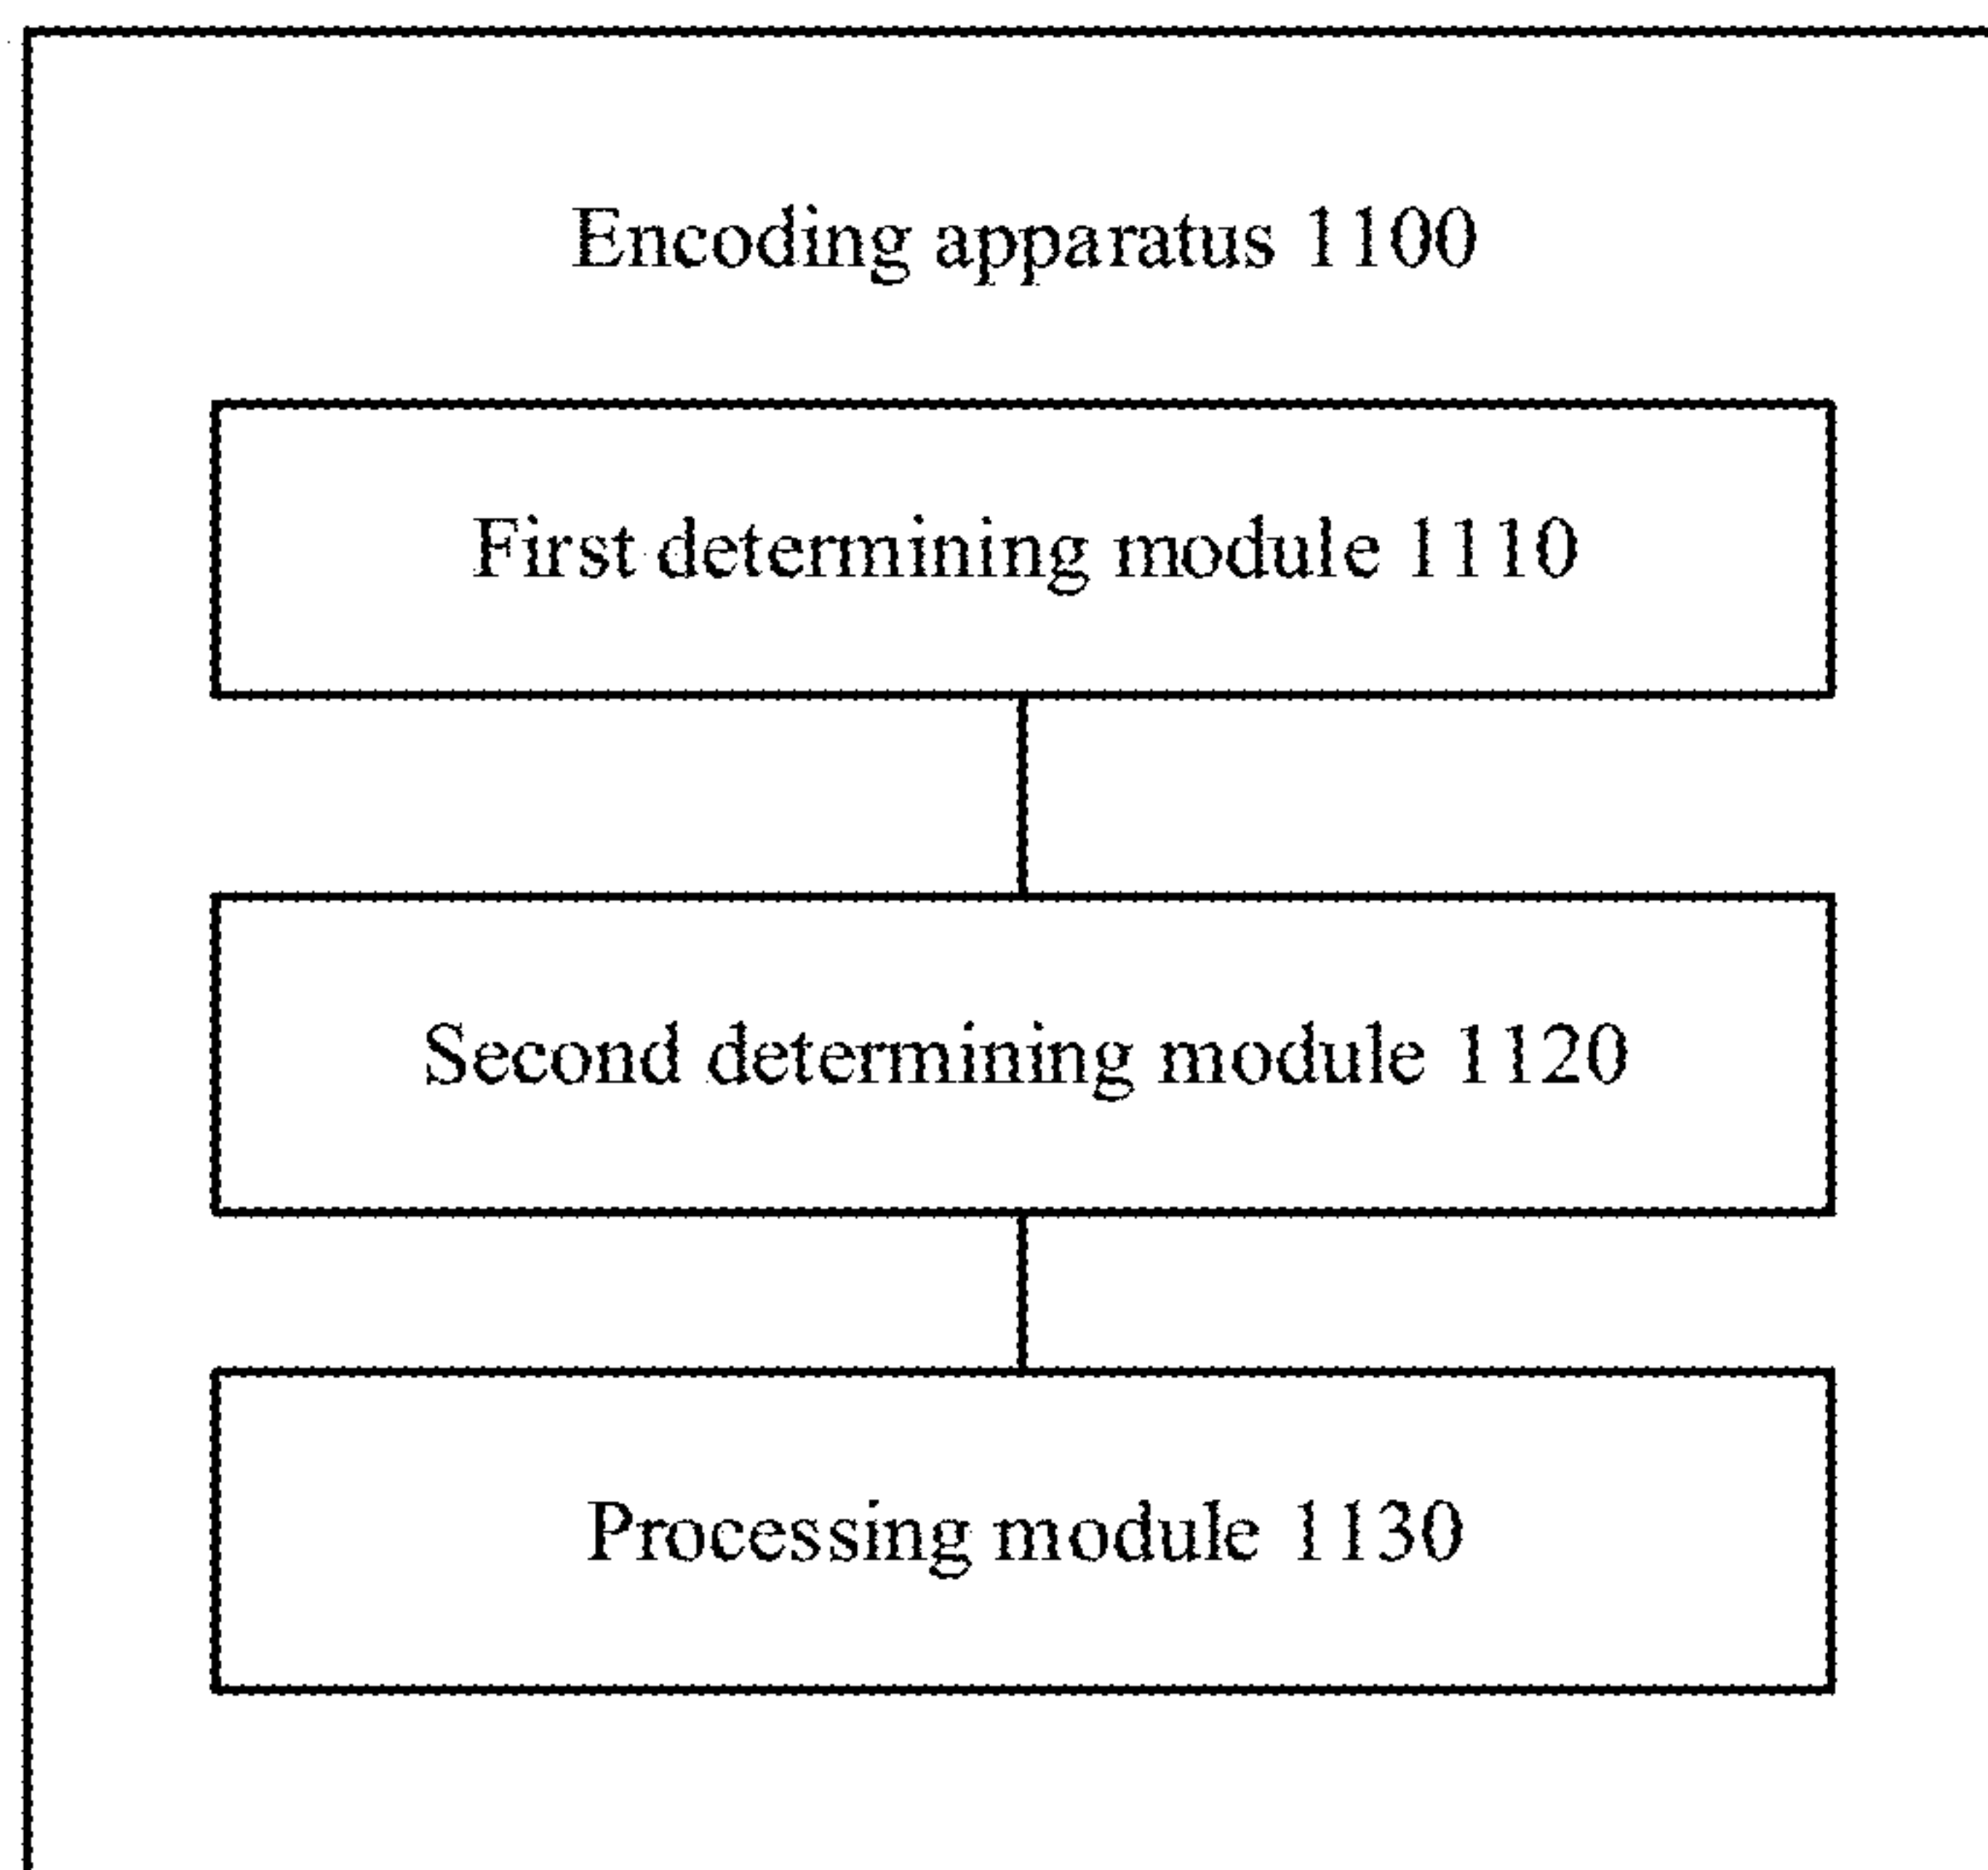 Encoding apparatus 1100
First determining module 1110
Second determining module 1120
Processing module 1130